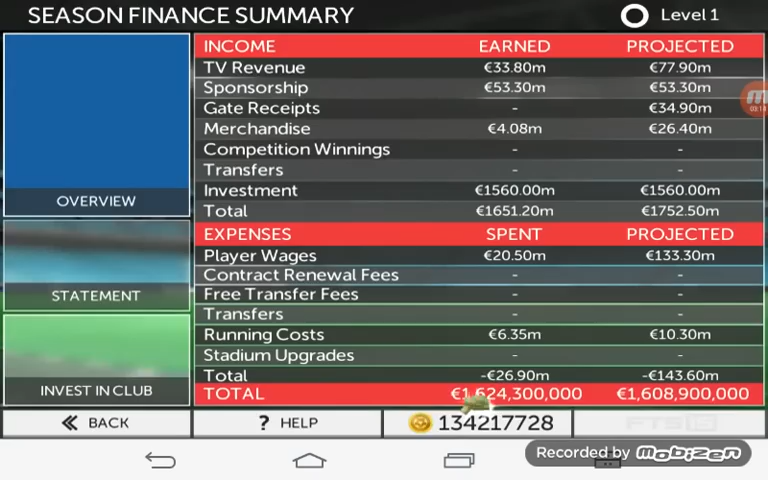 SEASON FINANCE SUMMARY Level 1
INCOME EARNED PROJECTED
TV Revenue €33.80m €77.90m
Sponsorship €53.30m €53.30m
Gate Receipts - €34.90m
Merchandise €4.08m €26.40m
Competition Winnings - -
Transfers - -
Investment €1560.00m €1560.00m
Total €1651.20m €1752.50m
EXPENSES SPENT PROJECTED
Player Wages €20.50m €133.30m
Contract Renewal Fees - -
Free Transfer Fees - -
Transfers - -
Running Costs €6.35m €10.30m
Stadium Upgrades - -
Total -€26.90m -€143.60m
TOTAL €1,624,300,000 €1,608,900,000
OVERVIEW
STATEMENT
INVEST IN CLUB
BACK
? HELP
134217728
FTS15
03:14
Recorded by mobizen